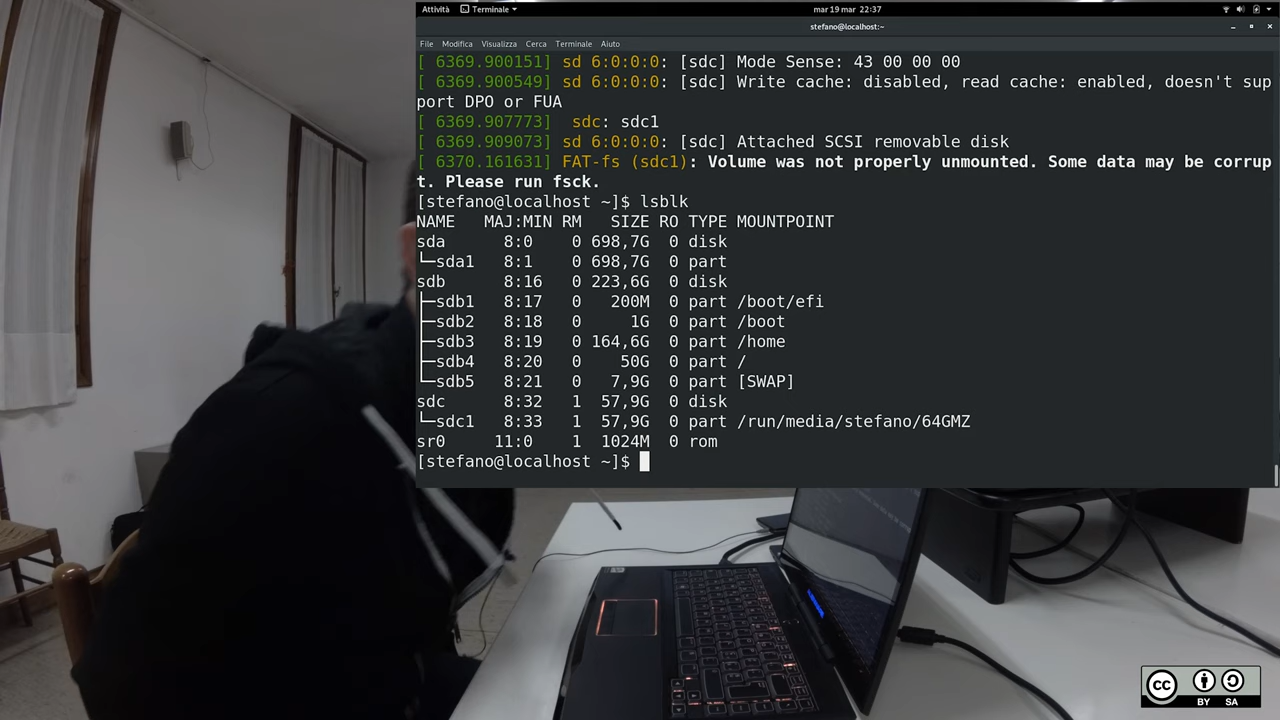 Attività Terminale mar 19 mar 22:37
stefano@localhost:~
File Modifica Visualizza Cerca Terminale Aiuto
[ 6369.900151] sd 6:0:0:0: [sdc] Mode Sense: 43 00 00 00
[ 6369.900549] sd 6:0:0:0: [sdc] Write cache: disabled, read cache: enabled, doesn't sup
port DPO or FUA
[ 6369.907773]  sdc: sdc1
[ 6369.909073] sd 6:0:0:0: [sdc] Attached SCSI removable disk
[ 6370.161631] FAT-fs (sdc1): Volume was not properly unmounted. Some data may be corrup
t. Please run fsck.
[stefano@localhost ~]$ lsblk
NAME   MAJ:MIN RM   SIZE RO TYPE MOUNTPOINT
sda      8:0    0 698,7G  0 disk
└─sda1   8:1    0 698,7G  0 part
sdb      8:16   0 223,6G  0 disk
├─sdb1   8:17   0   200M  0 part /boot/efi
├─sdb2   8:18   0     1G  0 part /boot
├─sdb3   8:19   0 164,6G  0 part /home
├─sdb4   8:20   0    50G  0 part /
└─sdb5   8:21   0   7,9G  0 part [SWAP]
sdc      8:32   1  57,9G  0 disk
└─sdc1   8:33   1  57,9G  0 part /run/media/stefano/64GMZ
sr0     11:0    1  1024M  0 rom
[stefano@localhost ~]$
cc
BY SA